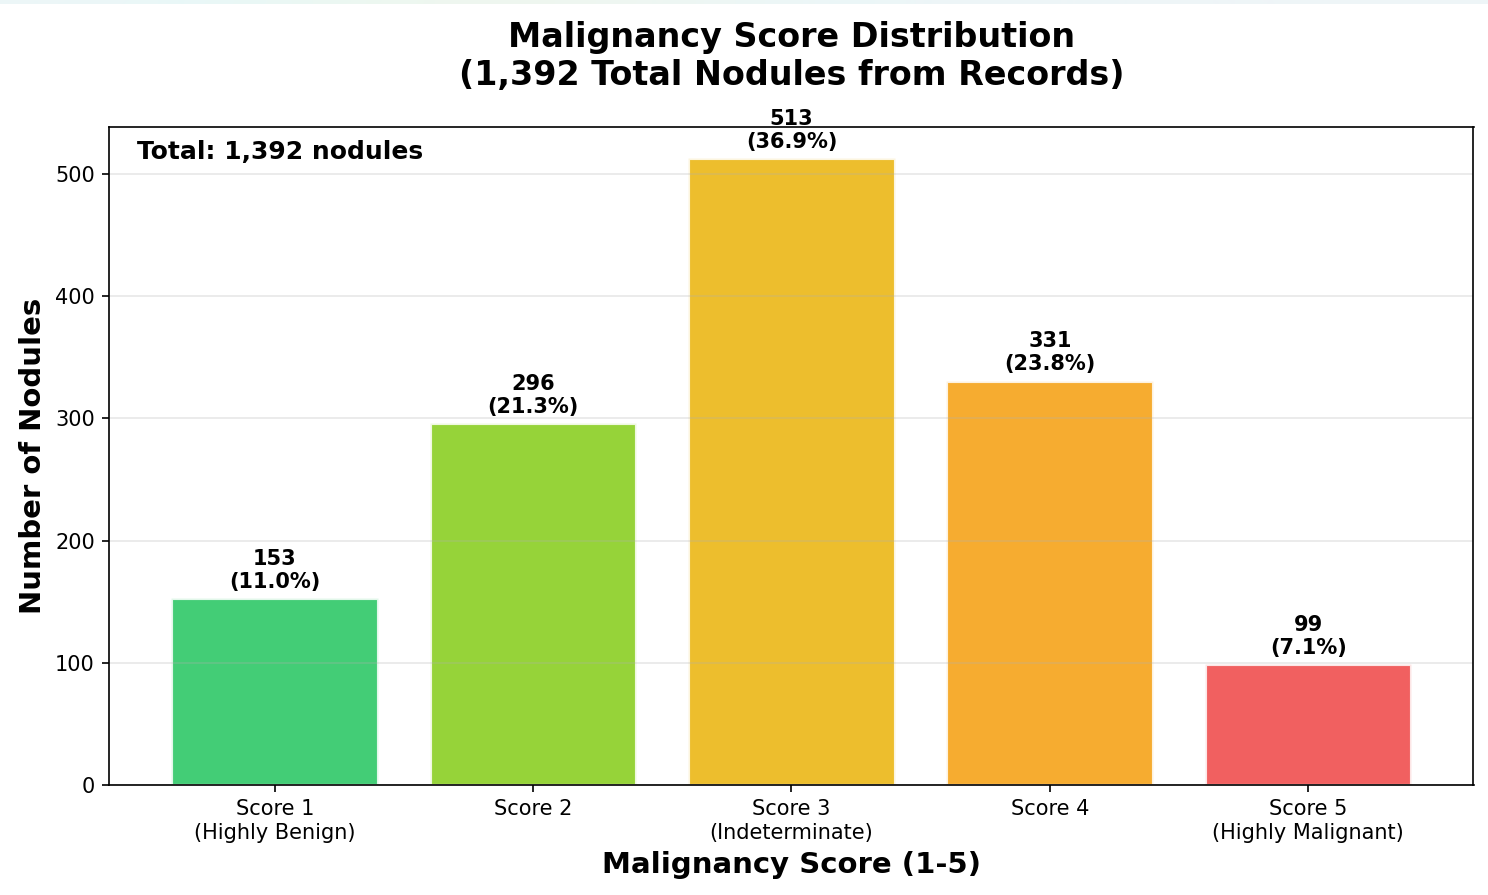 Malignancy Score Distribution
(1,392 Total Nodules from Records)
Total: 1,392 nodules
513
(36.9%)
331
(23.8%)
296
(21.3%)
153
(11.0%)
99
(7.1%)
Number of Nodules
500
400
300
200
100
0
Score 1
(Highly Benign)
Score 2
Score 3
(Indeterminate)
Score 4
Score 5
(Highly Malignant)
Malignancy Score (1-5)